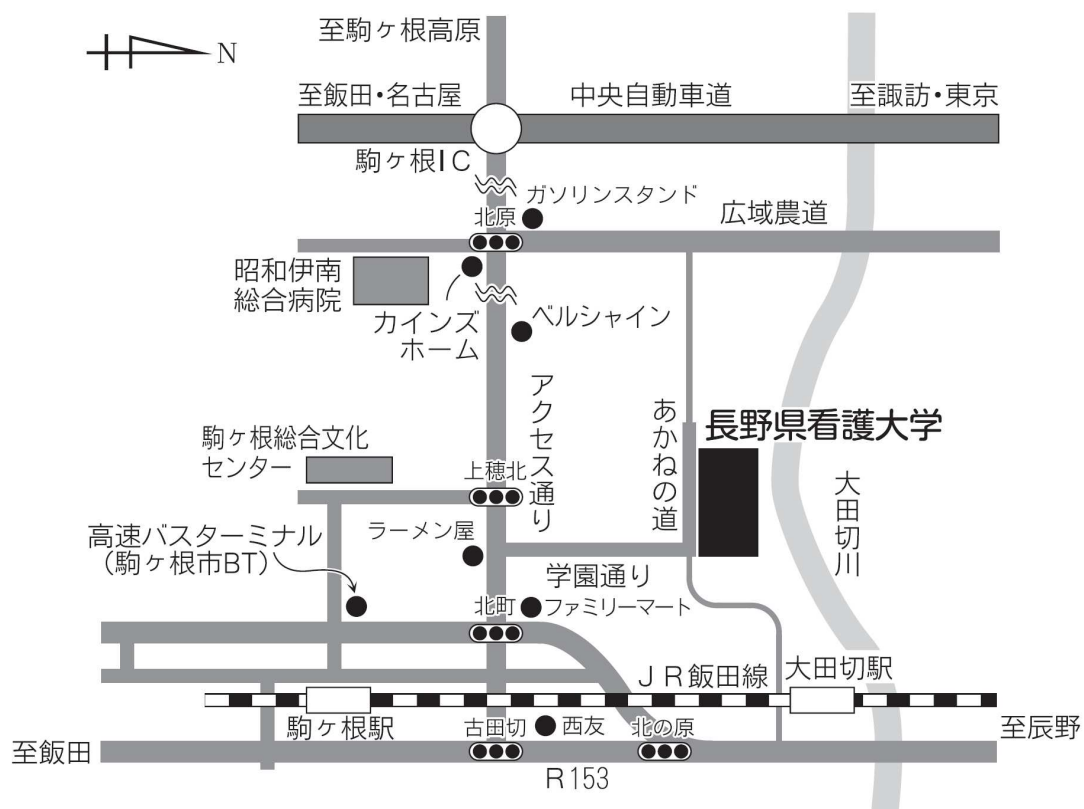 至駒ヶ根高原
N
至飯田・名古屋
中央自動車道
至諏訪・東京
駒ヶ根IC
ガソリンスタンド
北原
広域農道
昭和伊南
総合病院
カインズ
ホーム
ベルシャイン
アクセス通り
あかねの道
長野県看護大学
駒ヶ根総合文化
センター
上穂北
大田切川
高速バスターミナル
(駒ヶ根市BT)
ラーメン屋
学園通り
北町
ファミリーマート
JR飯田線
大田切駅
駒ヶ根駅
古田切
西友
北の原
至辰野
至飯田
R153